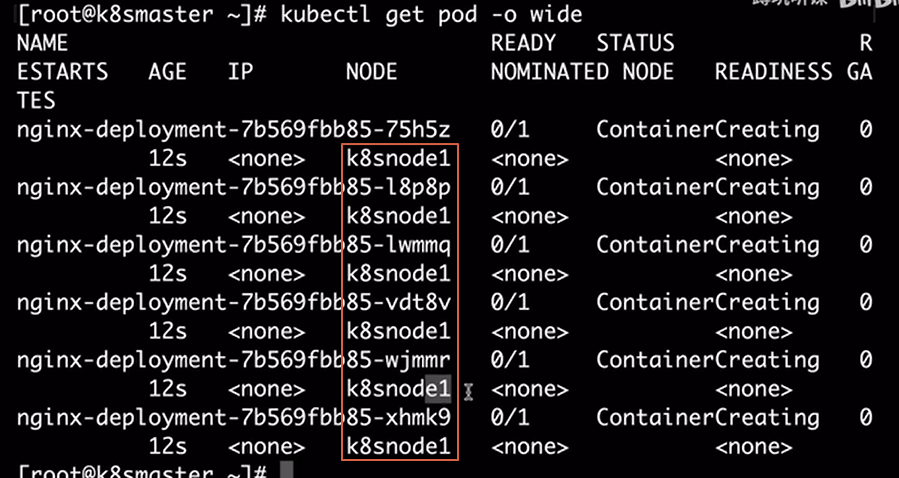 [root@k8smaster ~]# kubectl get pod -o wide
NAME READY STATUS R
ESTARTS AGE IP NODE NOMINATED NODE READINESS GA
TES
nginx-deployment-7b569fbb85-75h5z 0/1 ContainerCreating 0
12s <none> k8snode1 <none> <none>
nginx-deployment-7b569fbb85-l8p8p 0/1 ContainerCreating 0
12s <none> k8snode1 <none> <none>
nginx-deployment-7b569fbb85-lwmmq 0/1 ContainerCreating 0
12s <none> k8snode1 <none> <none>
nginx-deployment-7b569fbb85-vdt8v 0/1 ContainerCreating 0
12s <none> k8snode1 <none> <none>
nginx-deployment-7b569fbb85-wjmmr 0/1 ContainerCreating 0
12s <none> k8snode1 <none> <none>
nginx-deployment-7b569fbb85-xhmk9 0/1 ContainerCreating 0
12s <none> k8snode1 <none> <none>
[root@k8smaster ~]#